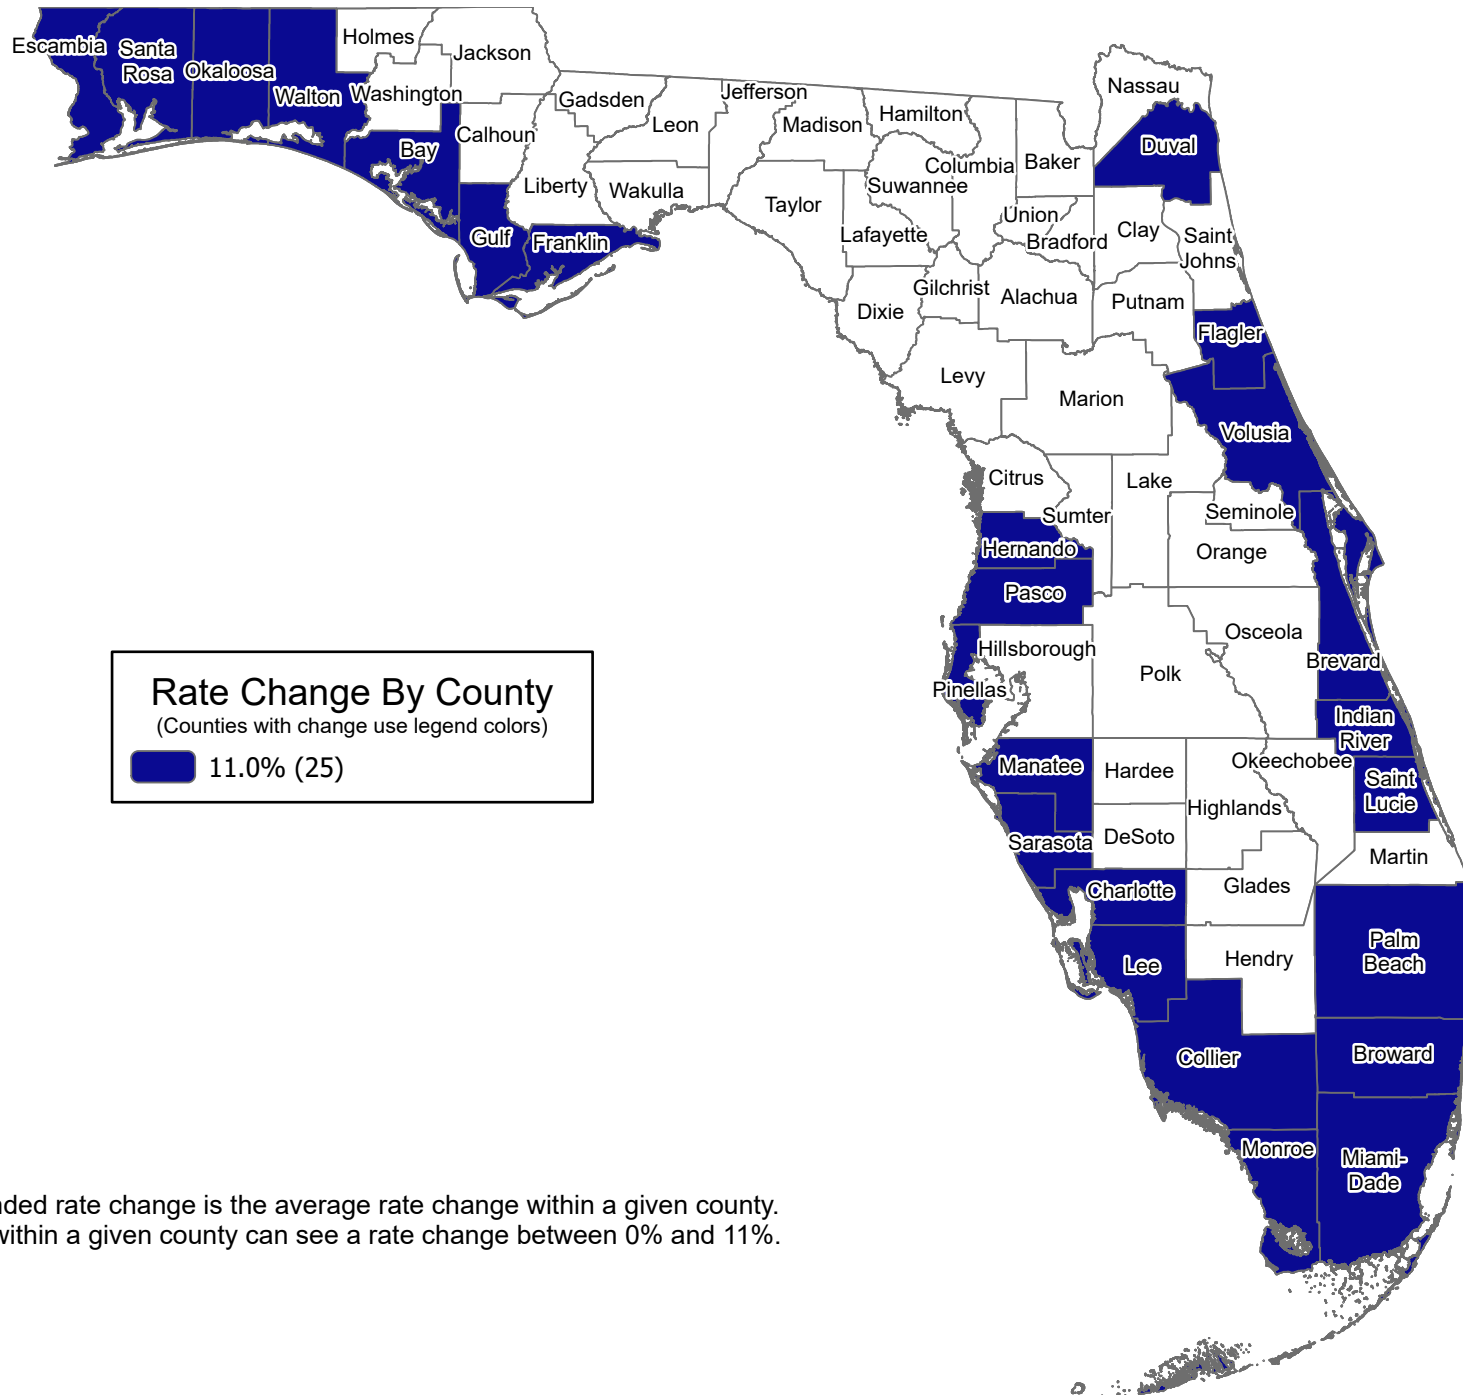 Escambia
Santa
Rosa
Okaloosa
Walton
Holmes
Jackson
Washington
Bay
Calhoun
Gulf
Franklin
Liberty
Gadsden
Leon
Wakulla
Jefferson
Madison
Taylor
Hamilton
Suwannee
Lafayette
Columbia
Baker
Nassau
Duval
Union
Bradford
Clay
Saint
Johns
Dixie
Gilchrist
Alachua
Putnam
Flagler
Levy
Marion
Volusia
Citrus
Sumter
Lake
Seminole
Orange
Hernando
Pasco
Hillsborough
Pinellas
Polk
Osceola
Brevard
Indian
River
Manatee
Hardee
Okeechobee
Saint
Lucie
Highlands
Sarasota
DeSoto
Martin
Charlotte
Glades
Lee
Hendry
Palm
Beach
Collier
Broward
Monroe
Miami-
Dade
Rate Change By County
(Counties with change use legend colors)
11.0% (25)
rate change is the average rate change within a given county.
within a given county can see a rate change between 0% and 11%.